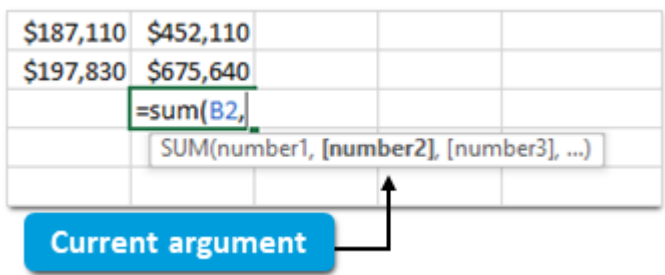 $187,110 $452,110
$197,830 $675,640
=sum(B2,
SUM(number1, [number2], [number3], ...)
Current argument